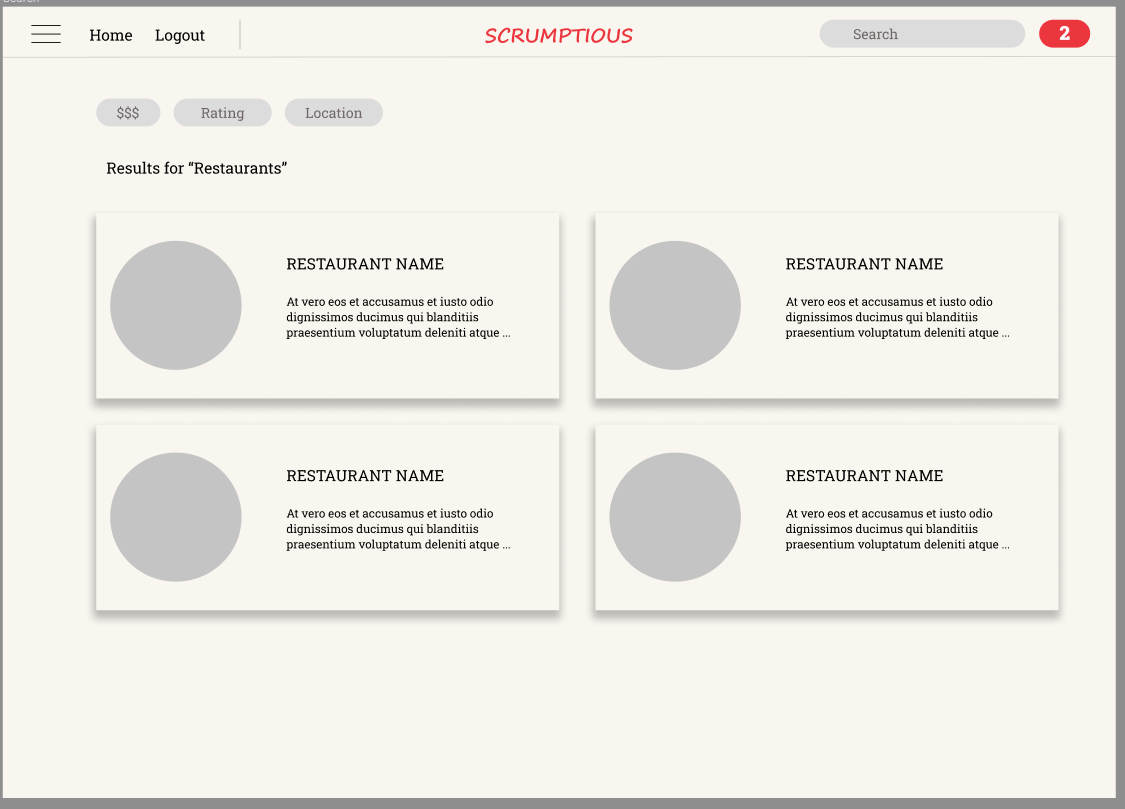 Search
Home Logout SCRUMPTIOUS Search 2
$$$ Rating Location
Results for “Restaurants”
RESTAURANT NAME
At vero eos et accusamus et iusto odio
dignissimos ducimus qui blanditiis
praesentium voluptatum deleniti atque ...
RESTAURANT NAME
At vero eos et accusamus et iusto odio
dignissimos ducimus qui blanditiis
praesentium voluptatum deleniti atque ...
RESTAURANT NAME
At vero eos et accusamus et iusto odio
dignissimos ducimus qui blanditiis
praesentium voluptatum deleniti atque ...
RESTAURANT NAME
At vero eos et accusamus et iusto odio
dignissimos ducimus qui blanditiis
praesentium voluptatum deleniti atque ...